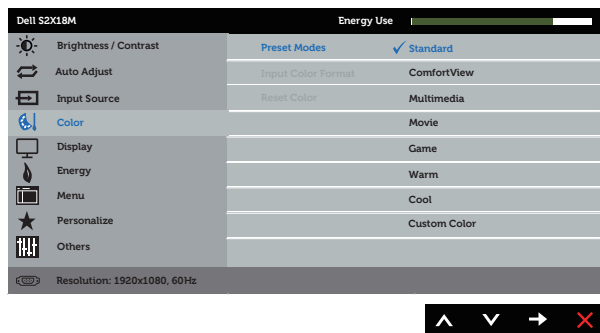 Dell S2X18M Energy Use
Brightness / Contrast Preset Modes Standard
Auto Adjust Input Color Format ComfortView
Input Source Reset Color Multimedia
Color Movie
Display Game
Energy Warm
Menu Cool
Personalize Custom Color
Others
Resolution: 1920x1080, 60Hz